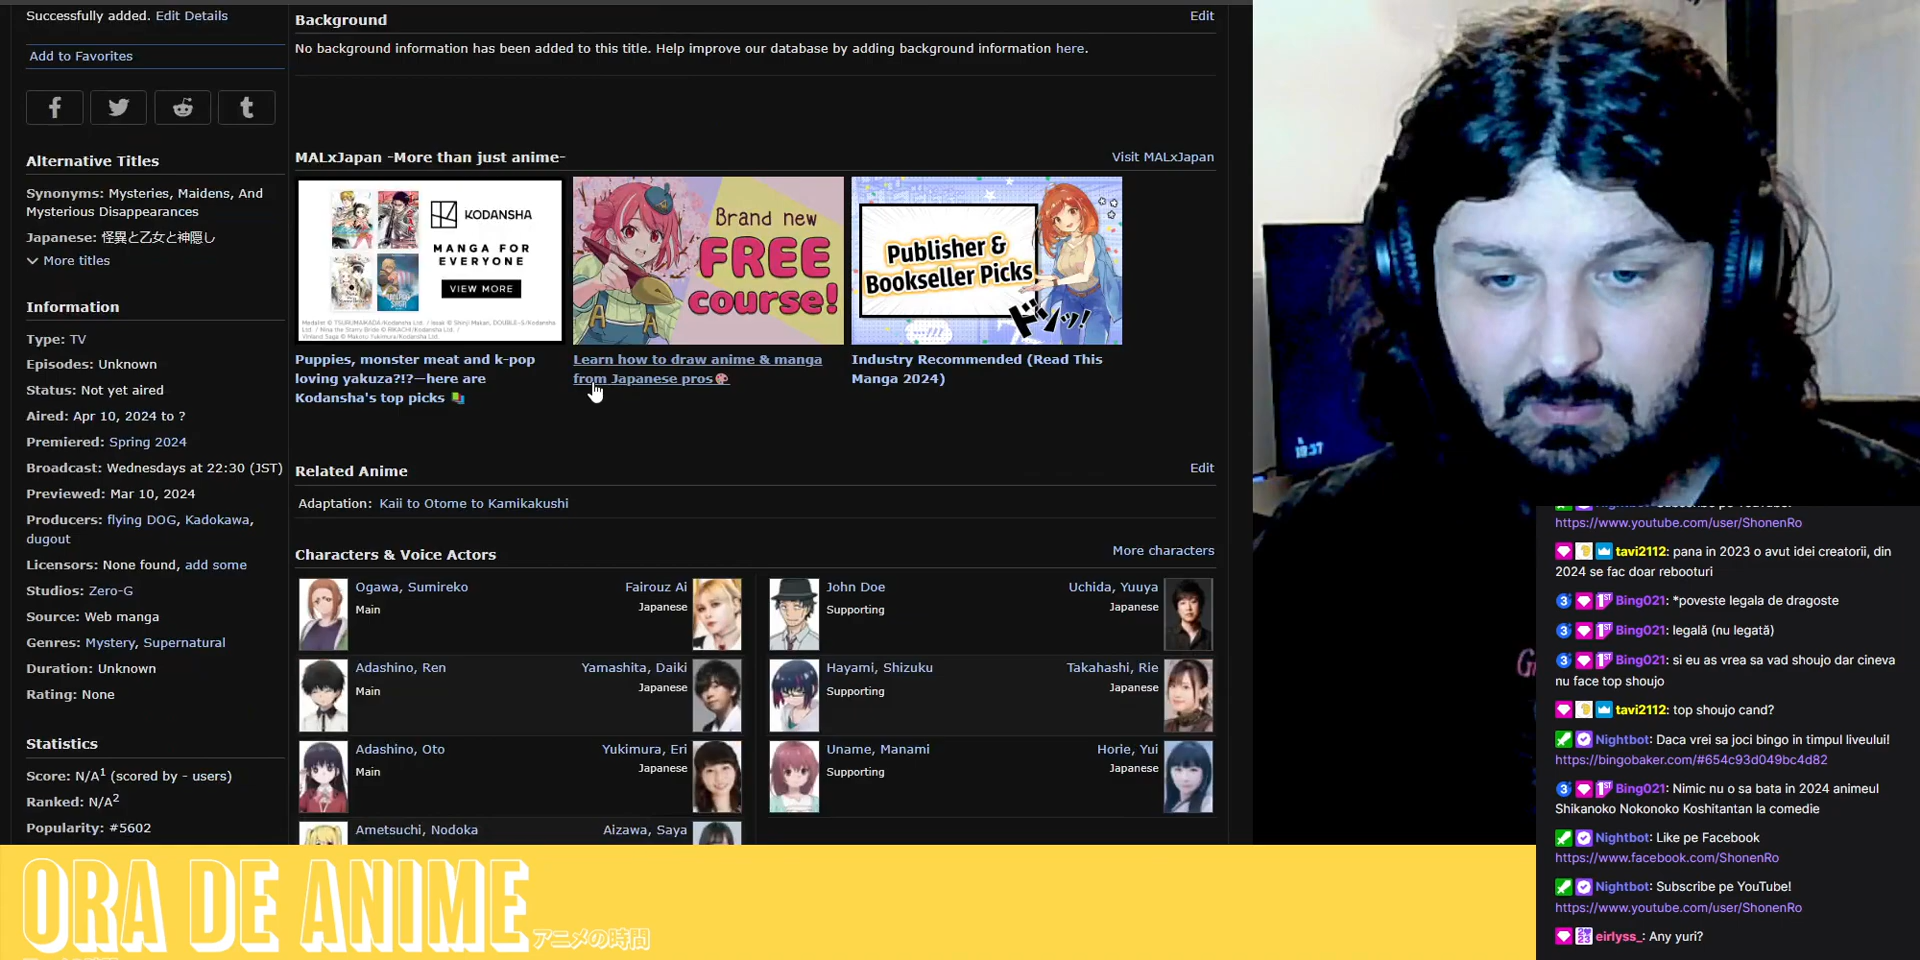 Successfully added. Edit Details
Add to Favorites
Alternative Titles
Synonyms: Mysteries, Maidens, And
Mysterious Disappearances
Japanese: 怪異と乙女と神隠し
More titles
Information
Type: TV
Episodes: Unknown
Status: Not yet aired
Aired: Apr 10, 2024 to ?
Premiered: Spring 2024
Broadcast: Wednesdays at 22:30 (JST)
Previewed: Mar 10, 2024
Producers: flying DOG, Kadokawa,
dugout
Licensors: None found, add some
Studios: Zero-G
Source: Web manga
Genres: Mystery, Supernatural
Duration: Unknown
Rating: None
Statistics
Score: N/A1 (scored by - users)
Ranked: N/A2
Popularity: #5602
Background Edit
No background information has been added to this title. Help improve our database by adding background information here.
MALxJapan -More than just anime- Visit MALxJapan
KODANSHA
MANGA FOR
EVERYONE
VIEW MORE
Brand new
FREE
course!
Publisher &
Bookseller Picks
ドンッ!
Puppies, monster meat and k-pop
loving yakuza?!?—here are
Kodansha's top picks
Learn how to draw anime & manga
from Japanese pros
Industry Recommended (Read This
Manga 2024)
Related Anime Edit
Adaptation: Kaii to Otome to Kamikakushi
Characters & Voice Actors More characters
Ogawa, Sumireko Fairouz Ai
Main Japanese
John Doe Uchida, Yuuya
Supporting Japanese
Adashino, Ren Yamashita, Daiki
Main Japanese
Hayami, Shizuku Takahashi, Rie
Supporting Japanese
Adashino, Oto Yukimura, Eri
Main Japanese
Uname, Manami Horie, Yui
Supporting Japanese
Ametsuchi, Nodoka Aizawa, Saya
https://www.youtube.com/user/ShonenRo
tavi2112: pana in 2023 o avut idei creatorii, din
2024 se fac doar rebooturi
Bing021: *poveste legala de dragoste
Bing021: legală (nu legată)
Bing021: si eu as vrea sa vad shoujo dar cineva
nu face top shoujo
tavi2112: top shoujo cand?
Nightbot: Daca vrei sa joci bingo in timpul liveului!
https://bingobaker.com/#654c93d049bc4d82
Bing021: Nimic nu o sa bata in 2024 animeul
Shikanoko Nokonoko Koshitantan la comedie
Nightbot: Like pe Facebook
https://www.facebook.com/ShonenRo
Nightbot: Subscribe pe YouTube!
https://www.youtube.com/user/ShonenRo
eirlyss_: Any yuri?
ORA DE ANIME
アニメの時間